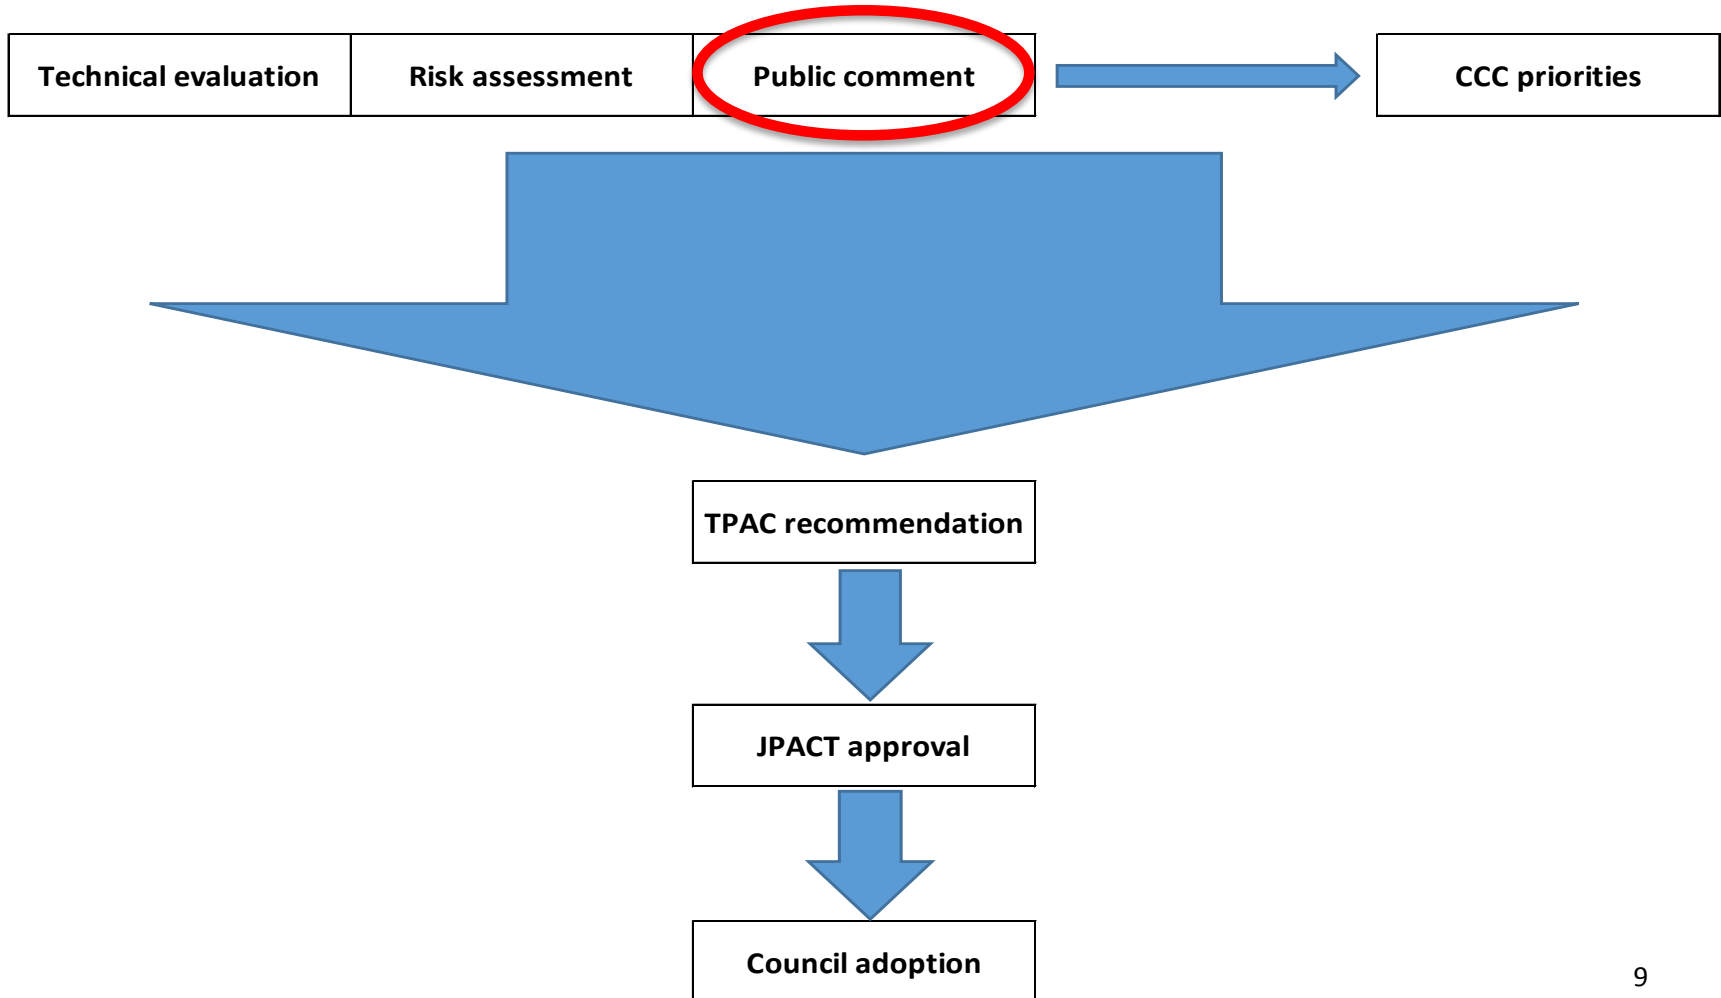 Technical evaluation
Risk assessment
Public comment
CCC priorities
TPAC recommendation
JPACT approval
Council adoption
9